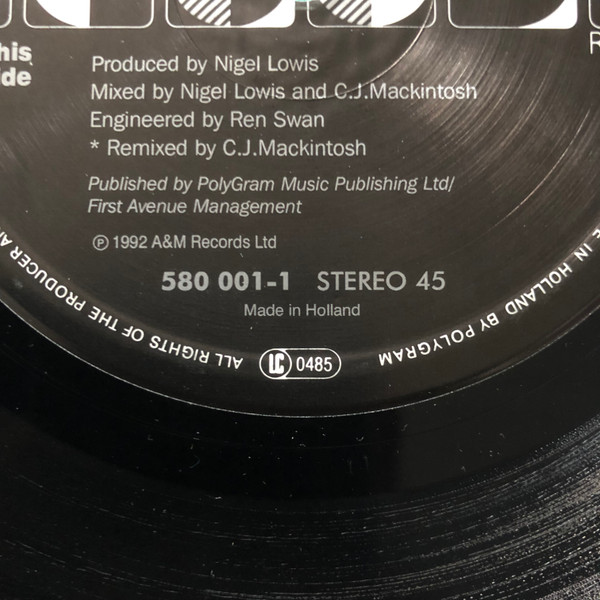 his
ide
R
Produced by Nigel Lowis
Mixed by Nigel Lowis and C.J.Mackintosh
Engineered by Ren Swan
* Remixed by C.J.Mackintosh
Published by PolyGram Music Publishing Ltd/
First Avenue Management
℗ 1992 A&M Records Ltd
580 001-1 STEREO 45
Made in Holland
E IN HOLLAND BY POLYGRAM
LC 0485
ALL RIGHTS OF THE PRODUCER A